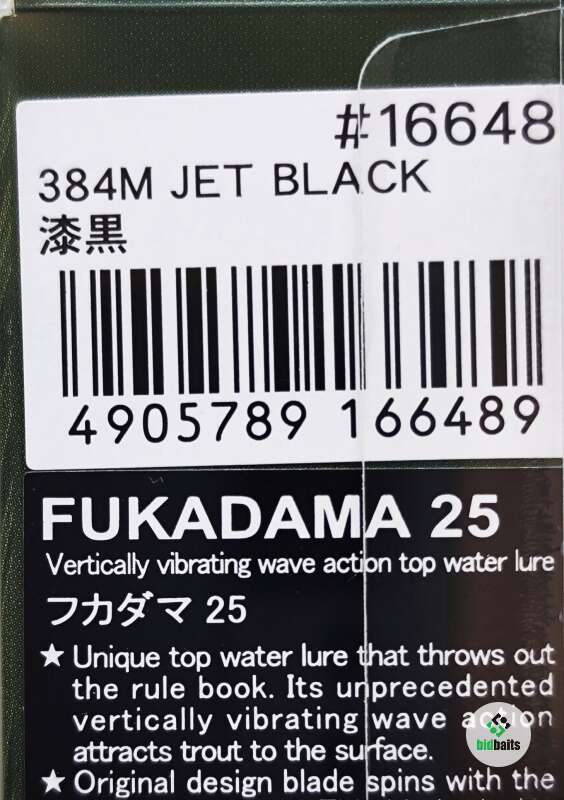 #16648
384M JET BLACK
漆黒
4905789 166489
FUKADAMA 25
Vertically vibrating wave action top water lure
フカダマ 25
★ Unique top water lure that throws out
the rule book. Its unprecedented
vertically vibrating wave action
attracts trout to the surface.
★ Original design blade spins with the
bidbaits